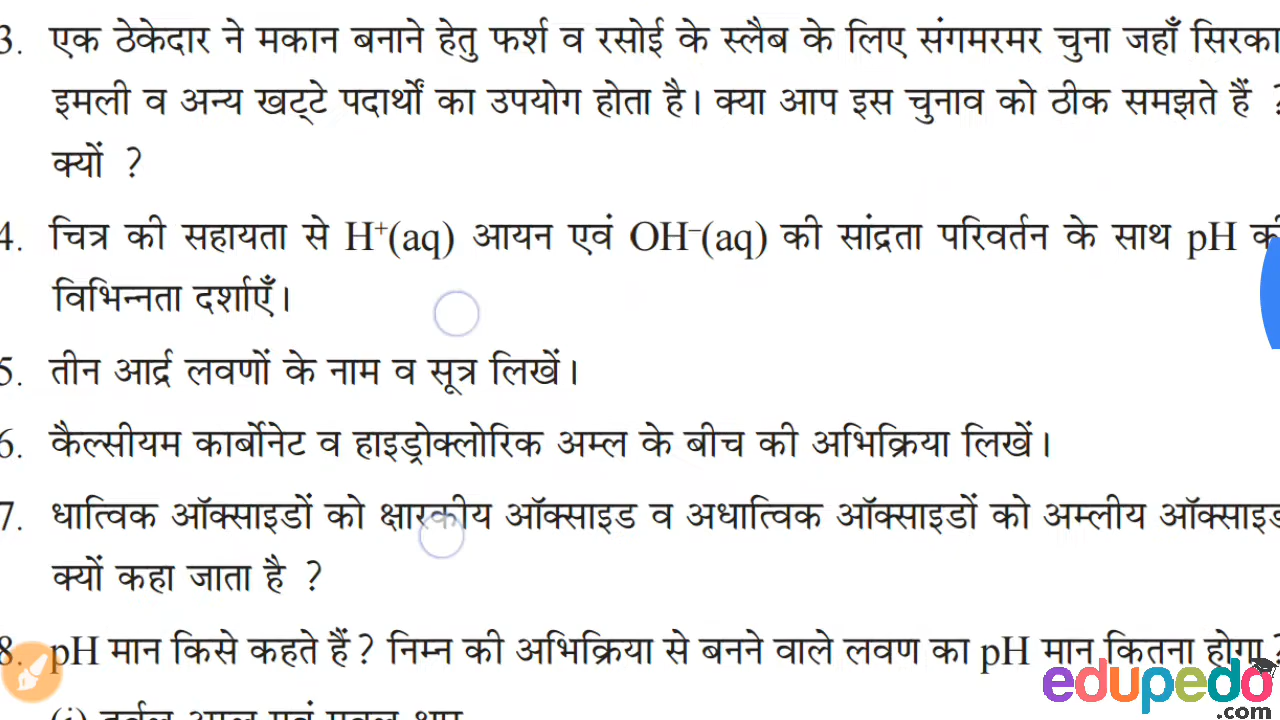 3. एक ठेकेदार ने मकान बनाने हेतु फर्श व रसोई के स्लैब के लिए संगमरमर चुना जहाँ सिरका
इमली व अन्य खट्टे पदार्थों का उपयोग होता है। क्या आप इस चुनाव को ठीक समझते हैं ?
क्यों ?
4. चित्र की सहायता से H⁺(aq) आयन एवं OH⁻(aq) की सांद्रता परिवर्तन के साथ pH की
विभिन्नता दर्शाएँ।
5. तीन आर्द्र लवणों के नाम व सूत्र लिखें।
6. कैल्सीयम कार्बोनेट व हाइड्रोक्लोरिक अम्ल के बीच की अभिक्रिया लिखें।
7. धात्विक ऑक्साइडों को क्षारकीय ऑक्साइड व अधात्विक ऑक्साइडों को अम्लीय ऑक्साइड
क्यों कहा जाता है ?
8. pH मान किसे कहते हैं? निम्न की अभिक्रिया से बनने वाले लवण का pH मान कितना होगा ?
edupedo
.com